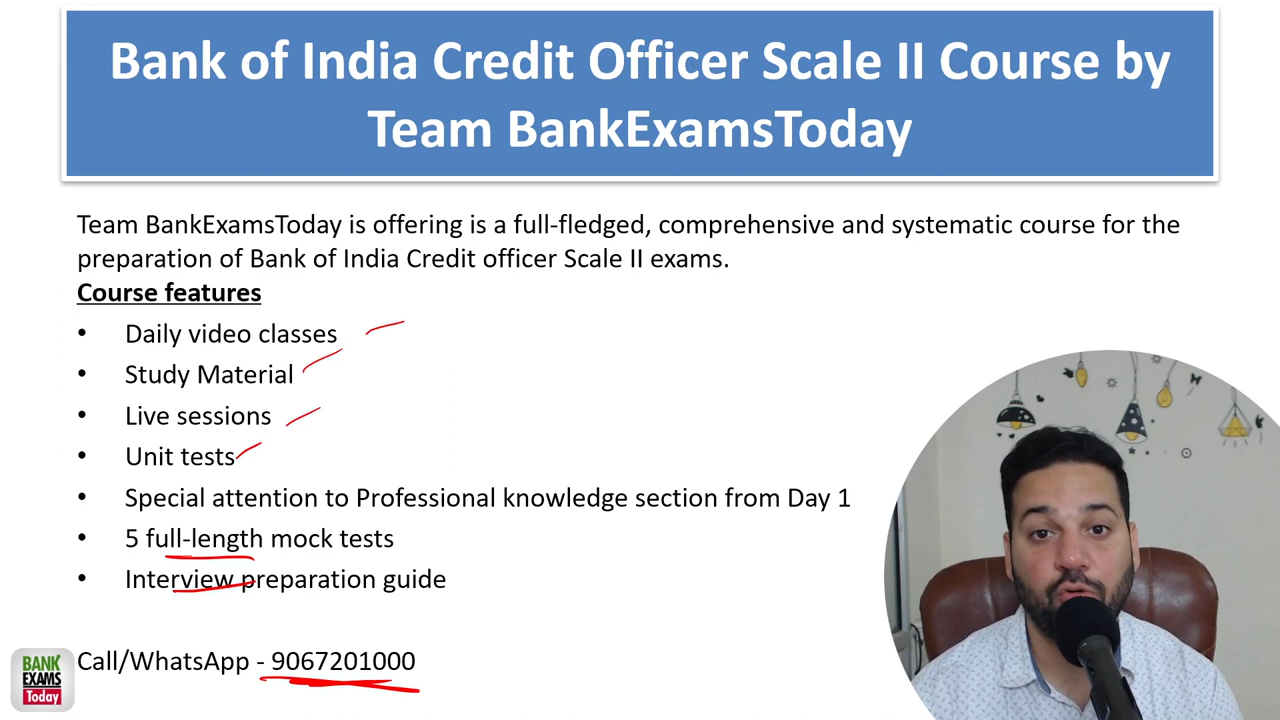 Bank of India Credit Officer Scale II Course by
Team BankExamsToday
Team BankExamsToday is offering is a full-fledged, comprehensive and systematic course for the
preparation of Bank of India Credit officer Scale II exams.
Course features
• Daily video classes
• Study Material
• Live sessions
• Unit tests
• Special attention to Professional knowledge section from Day 1
• 5 full-length mock tests
• Interview preparation guide
Call/WhatsApp - 9067201000
BANK
EXAMS
Today